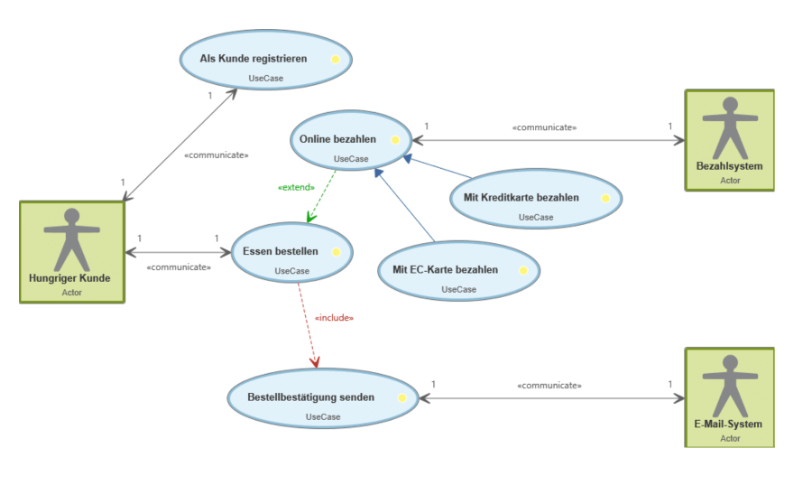 Als Kunde registrieren
UseCase
1
«communicate»
1
Online bezahlen
UseCase
1
«communicate»
1
Bezahlsystem
Actor
«extend»
Mit Kreditkarte bezahlen
UseCase
Hungriger Kunde
Actor
1
«communicate»
1
Essen bestellen
UseCase
Mit EC-Karte bezahlen
UseCase
«include»
Bestellbestätigung senden
UseCase
1
«communicate»
1
E-Mail-System
Actor